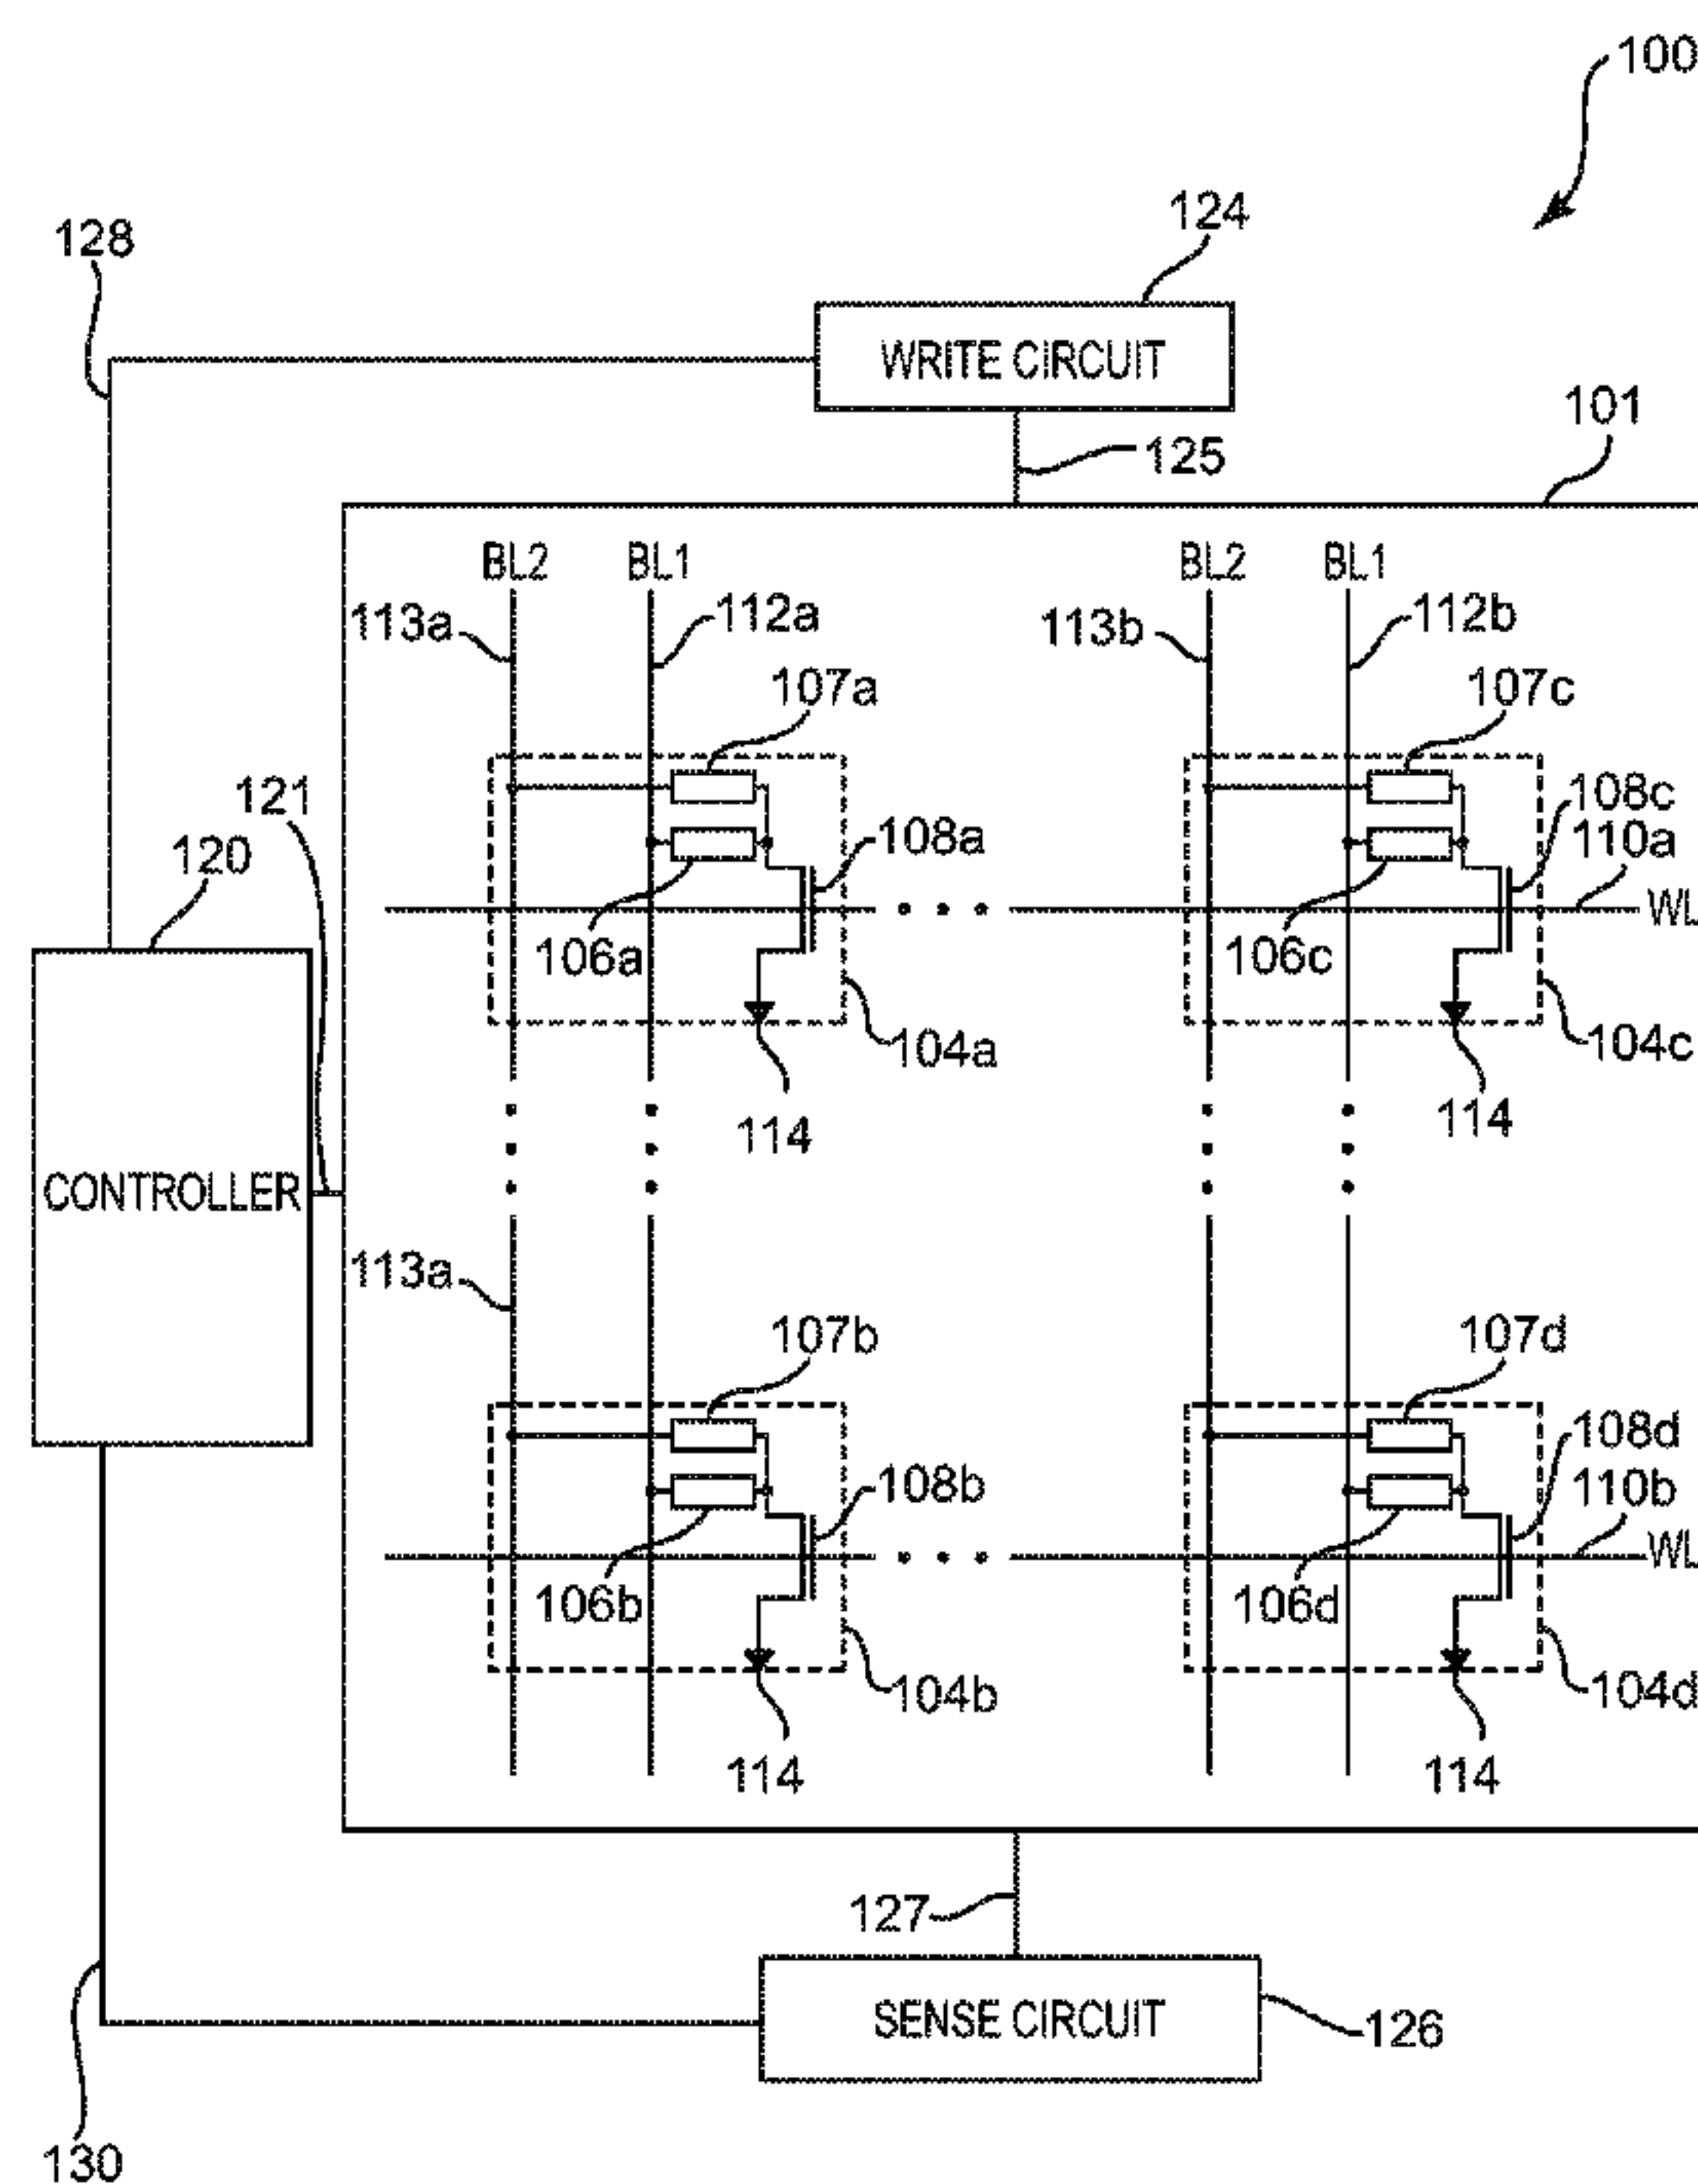 100
124
128
WRITE CIRCUIT
101
125
BL2 BL1 BL2 BL1
113a 112a 113b 112b
107a 107c
121
108c
120 108a 110a
WL
106a 106c
104a 104c
114 114
CONTROLLER
113a
107b 107d
108d
108b 110b
WL
106b 106d
104b 104d
114 114
127
SENSE CIRCUIT
126
130